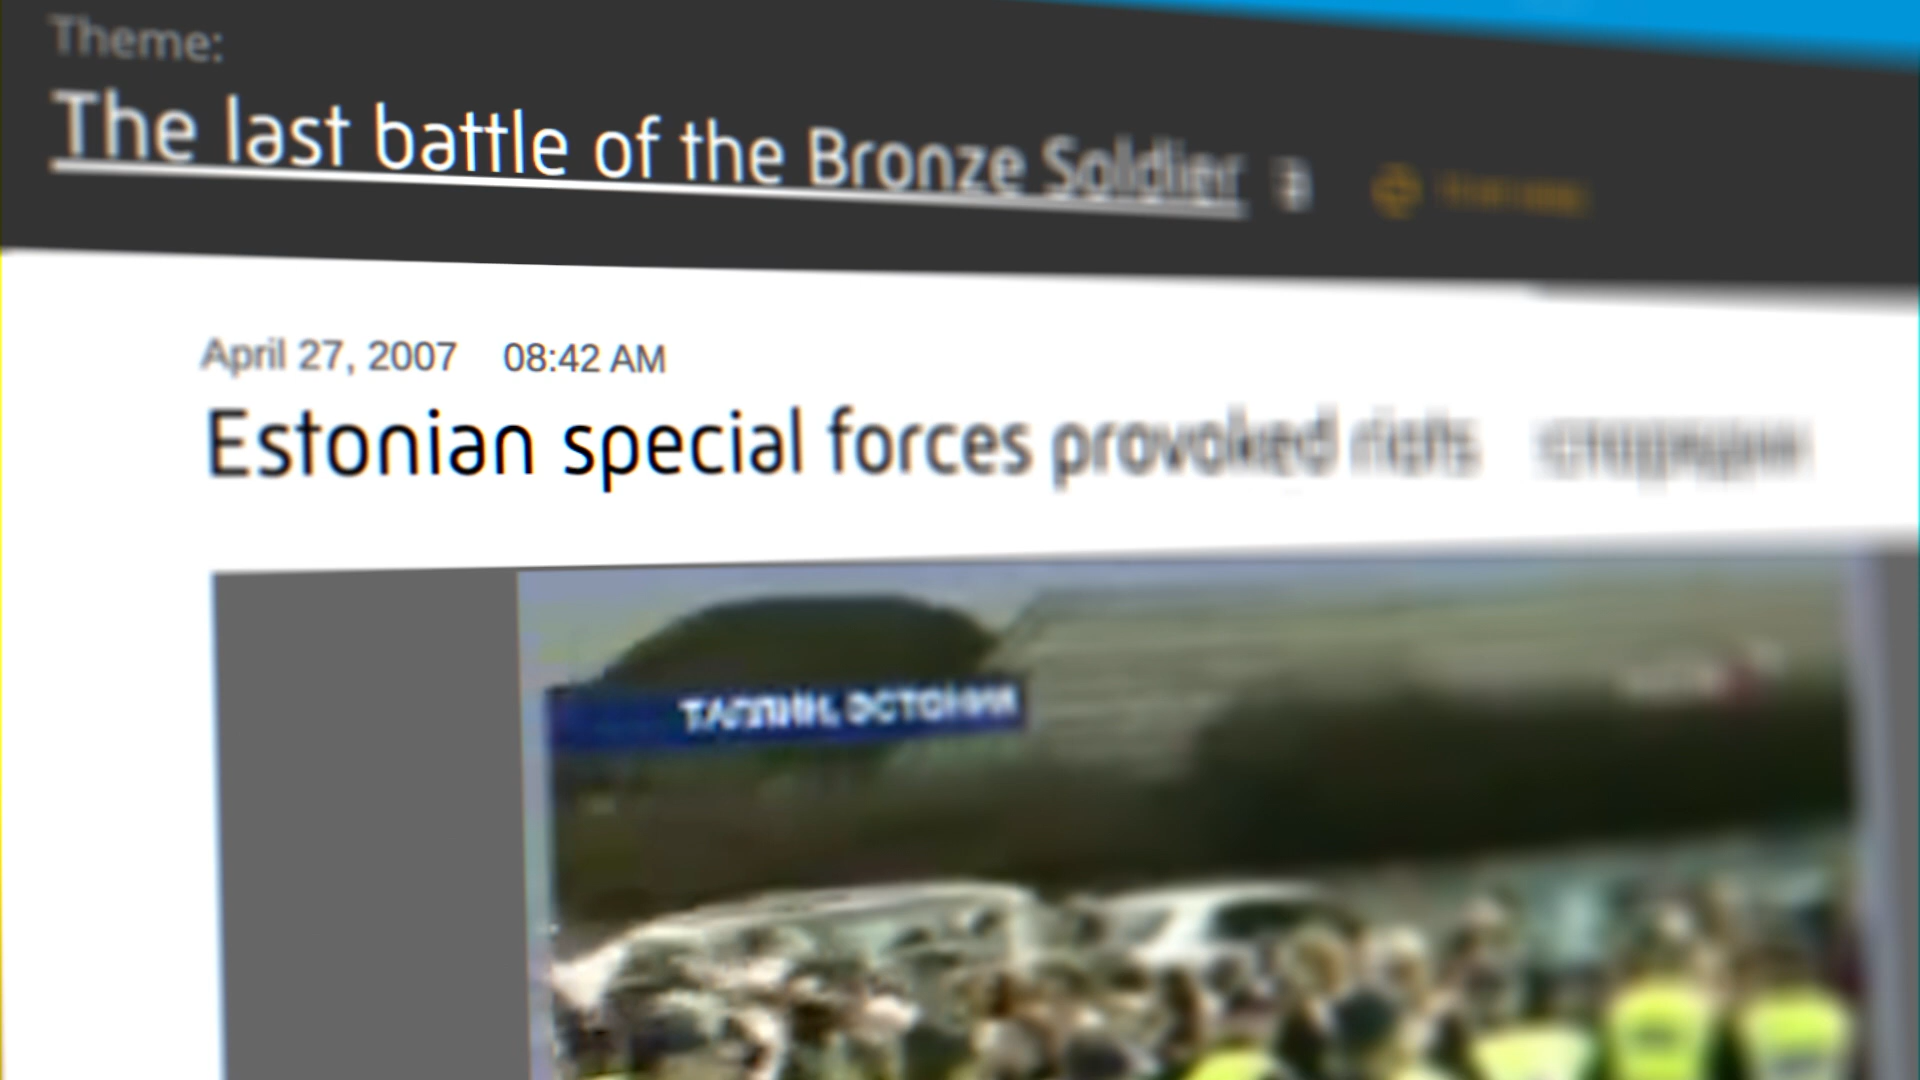 Theme:
The last battle of the Bronze Soldier
April 27, 2007 08:42 AM
Estonian special forces provoked riots
ТАЛЛИН, ЭСТОНИЯ